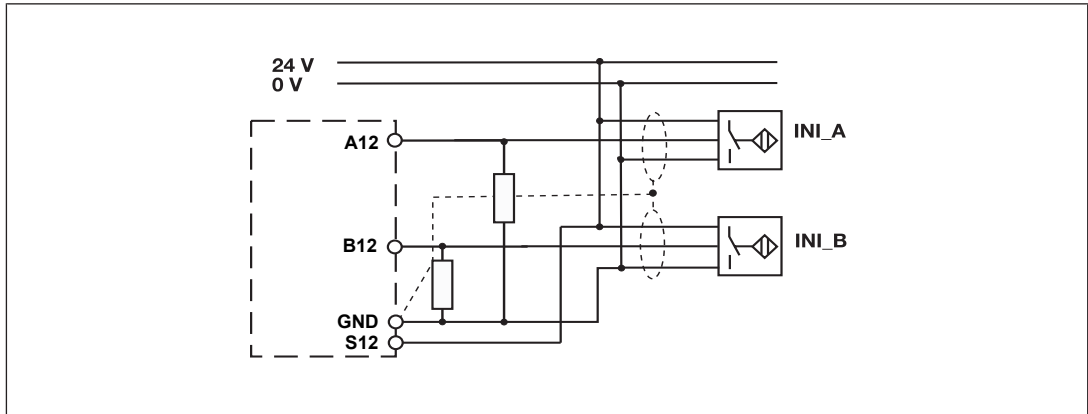 24 V
0 V
A12
INI_A
B12
INI_B
GND
S12